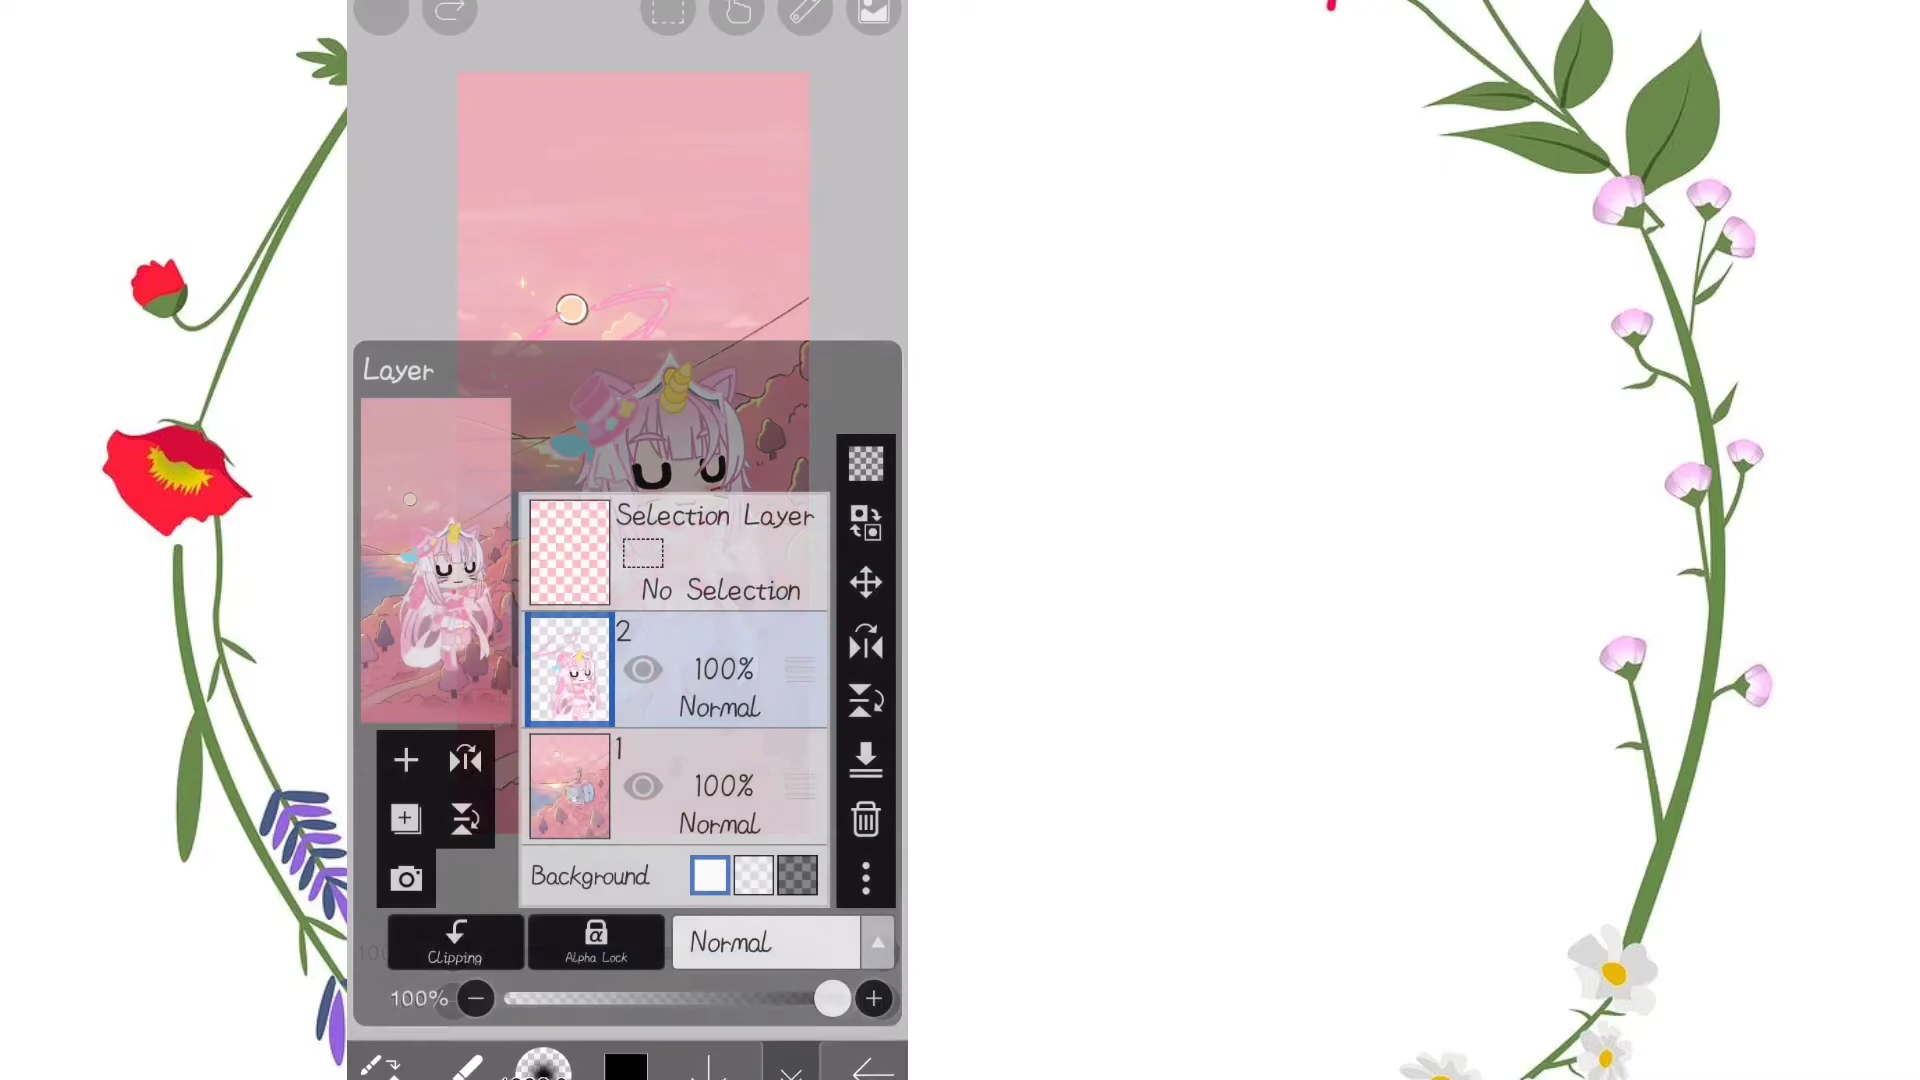 Layer
Selection Layer
No Selection
2
100%
Normal
1
100%
Normal
Background
Clipping
Alpha Lock
Normal
100%